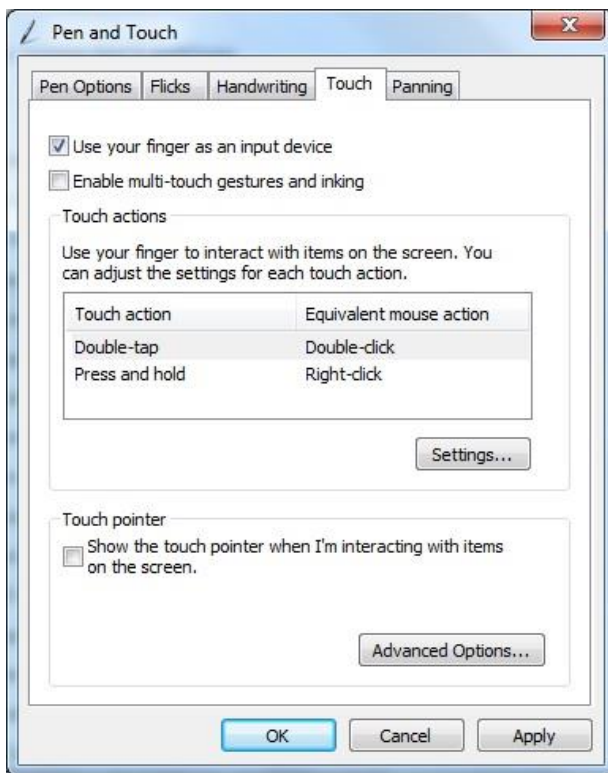 Pen and Touch
Pen Options Flicks Handwriting Touch Panning
Use your finger as an input device
Enable multi-touch gestures and inking
Touch actions
Use your finger to interact with items on the screen. You
can adjust the settings for each touch action.
Touch action Equivalent mouse action
Double-tap Double-click
Press and hold Right-click
Settings...
Touch pointer
Show the touch pointer when I'm interacting with items
on the screen.
Advanced Options...
OK Cancel Apply